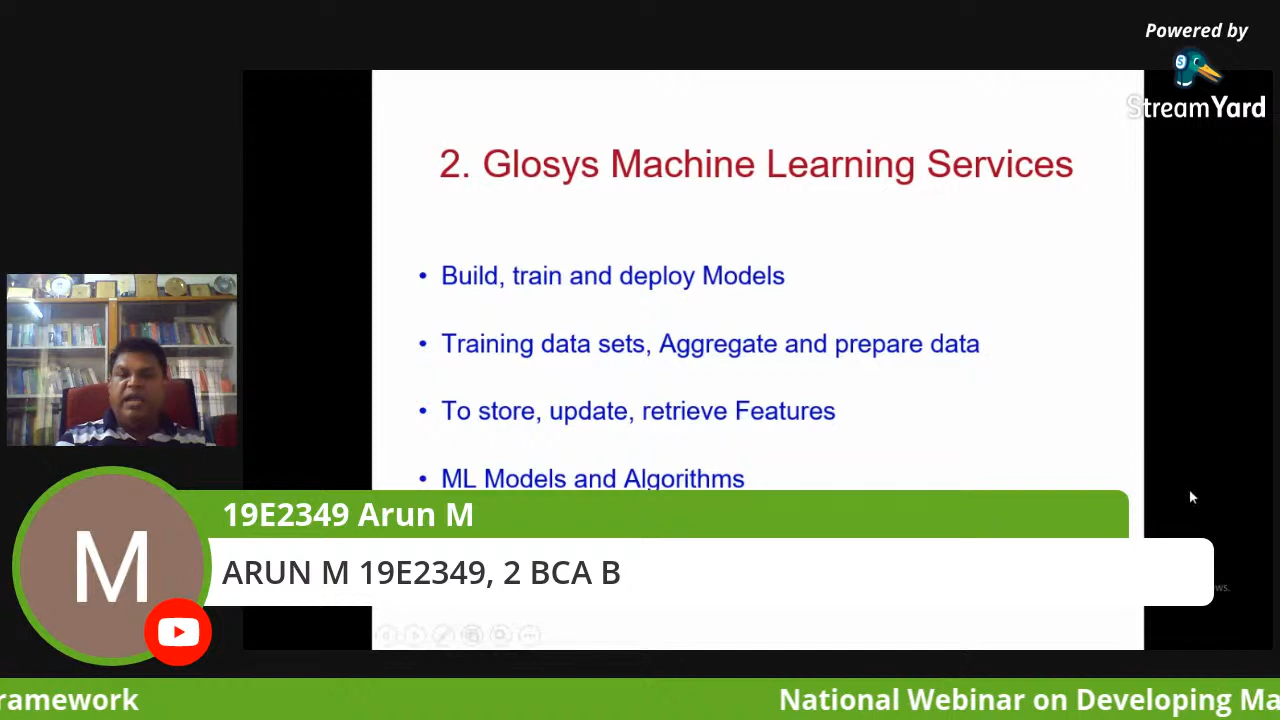 Powered by
StreamYard
2. Glosys Machine Learning Services
• Build, train and deploy Models
• Training data sets, Aggregate and prepare data
• To store, update, retrieve Features
• ML Models and Algorithms
19E2349 Arun M
M
ARUN M 19E2349, 2 BCA B
ramework
National Webinar on Developing Ma